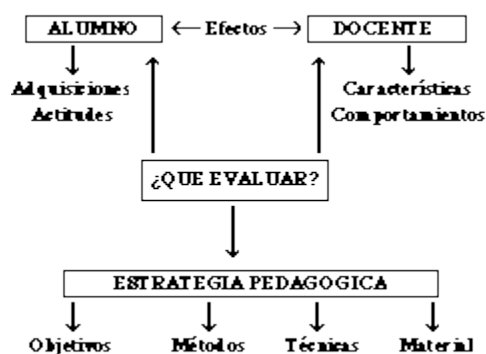 ALUMNO
Efectos
DOCENTE
Adquisiciones
Actitudes
Características
Comportamientos
¿QUE EVALUAR?
ESTRATEGIA PEDAGOGICA
Objetivos
Métodos
Técnicas
Material